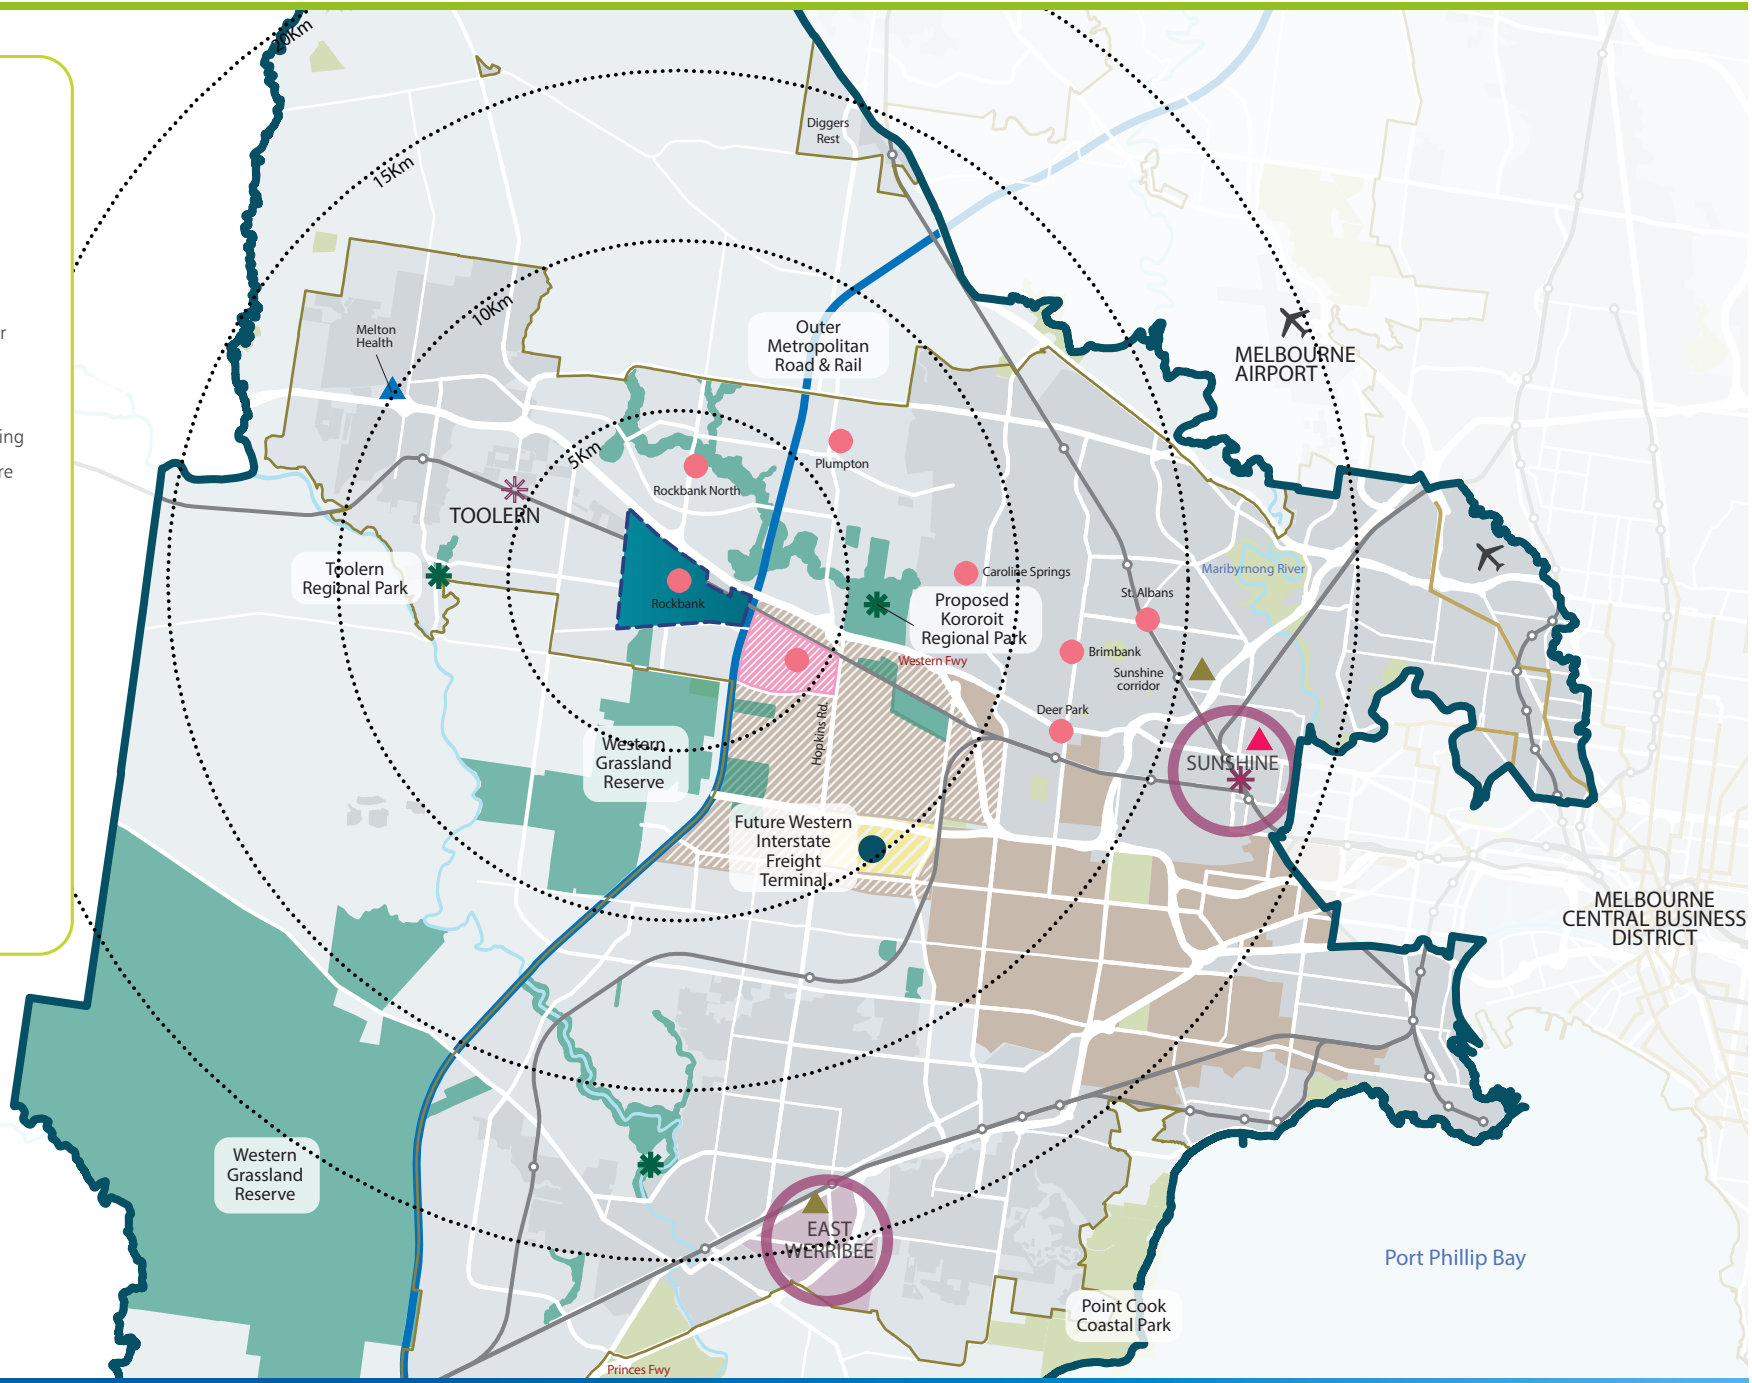 20Km
Diggers
Rest
15Km
10Km
r
Melton
Health
Outer
Metropolitan
Road & Rail
MELBOURNE
AIRPORT
ing
re
5Km
Plumpton
Rockbank North
TOOLERN
Toolern
Regional Park
Rockbank
Caroline Springs
Maribyrnong River
St. Albans
Proposed
Kororoit
Regional Park
Western Fwy
Brimbank
Sunshine
corridor
Deer Park
Hopkins Rd.
Western
Grassland
Reserve
SUNSHINE
Future Western
Interstate
Freight
Terminal
MELBOURNE
CENTRAL BUSINESS
DISTRICT
Western
Grassland
Reserve
EAST
WERRIBEE
Port Phillip Bay
Point Cook
Coastal Park
Princes Fwy